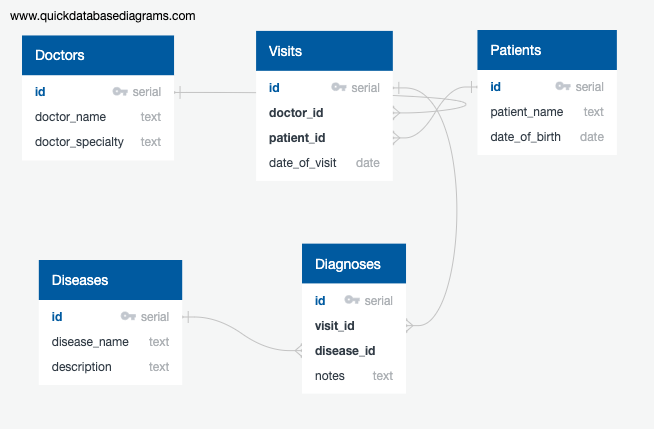 www.quickdatabasediagrams.com
Doctors
id serial
doctor_name text
doctor_specialty text
Visits
id serial
doctor_id
patient_id
date_of_visit date
Patients
id serial
patient_name text
date_of_birth date
Diseases
id serial
disease_name text
description text
Diagnoses
id serial
visit_id
disease_id
notes text